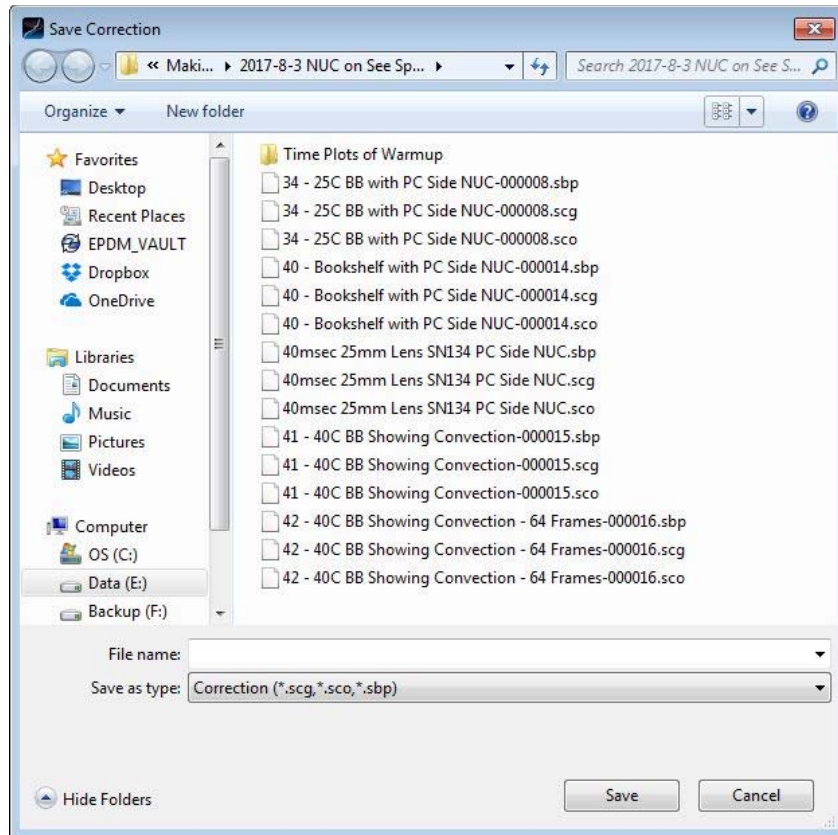 Save Correction
« Maki... 2017-8-3 NUC on See Sp... Search 2017-8-3 NUC on See S...
Organize New folder
Favorites
Desktop
Recent Places
EPDM_VAULT
Dropbox
OneDrive
Libraries
Documents
Music
Pictures
Videos
Computer
OS (C:)
Data (E:)
Backup (F:)
Time Plots of Warmup
34 - 25C BB with PC Side NUC-000008.sbp
34 - 25C BB with PC Side NUC-000008.scg
34 - 25C BB with PC Side NUC-000008.sco
40 - Bookshelf with PC Side NUC-000014.sbp
40 - Bookshelf with PC Side NUC-000014.scg
40 - Bookshelf with PC Side NUC-000014.sco
40msec 25mm Lens SN134 PC Side NUC.sbp
40msec 25mm Lens SN134 PC Side NUC.scg
40msec 25mm Lens SN134 PC Side NUC.sco
41 - 40C BB Showing Convection-000015.sbp
41 - 40C BB Showing Convection-000015.scg
41 - 40C BB Showing Convection-000015.sco
42 - 40C BB Showing Convection - 64 Frames-000016.sbp
42 - 40C BB Showing Convection - 64 Frames-000016.scg
42 - 40C BB Showing Convection - 64 Frames-000016.sco
File name:
Save as type: Correction (*.scg,*.sco,*.sbp)
Hide Folders Save Cancel